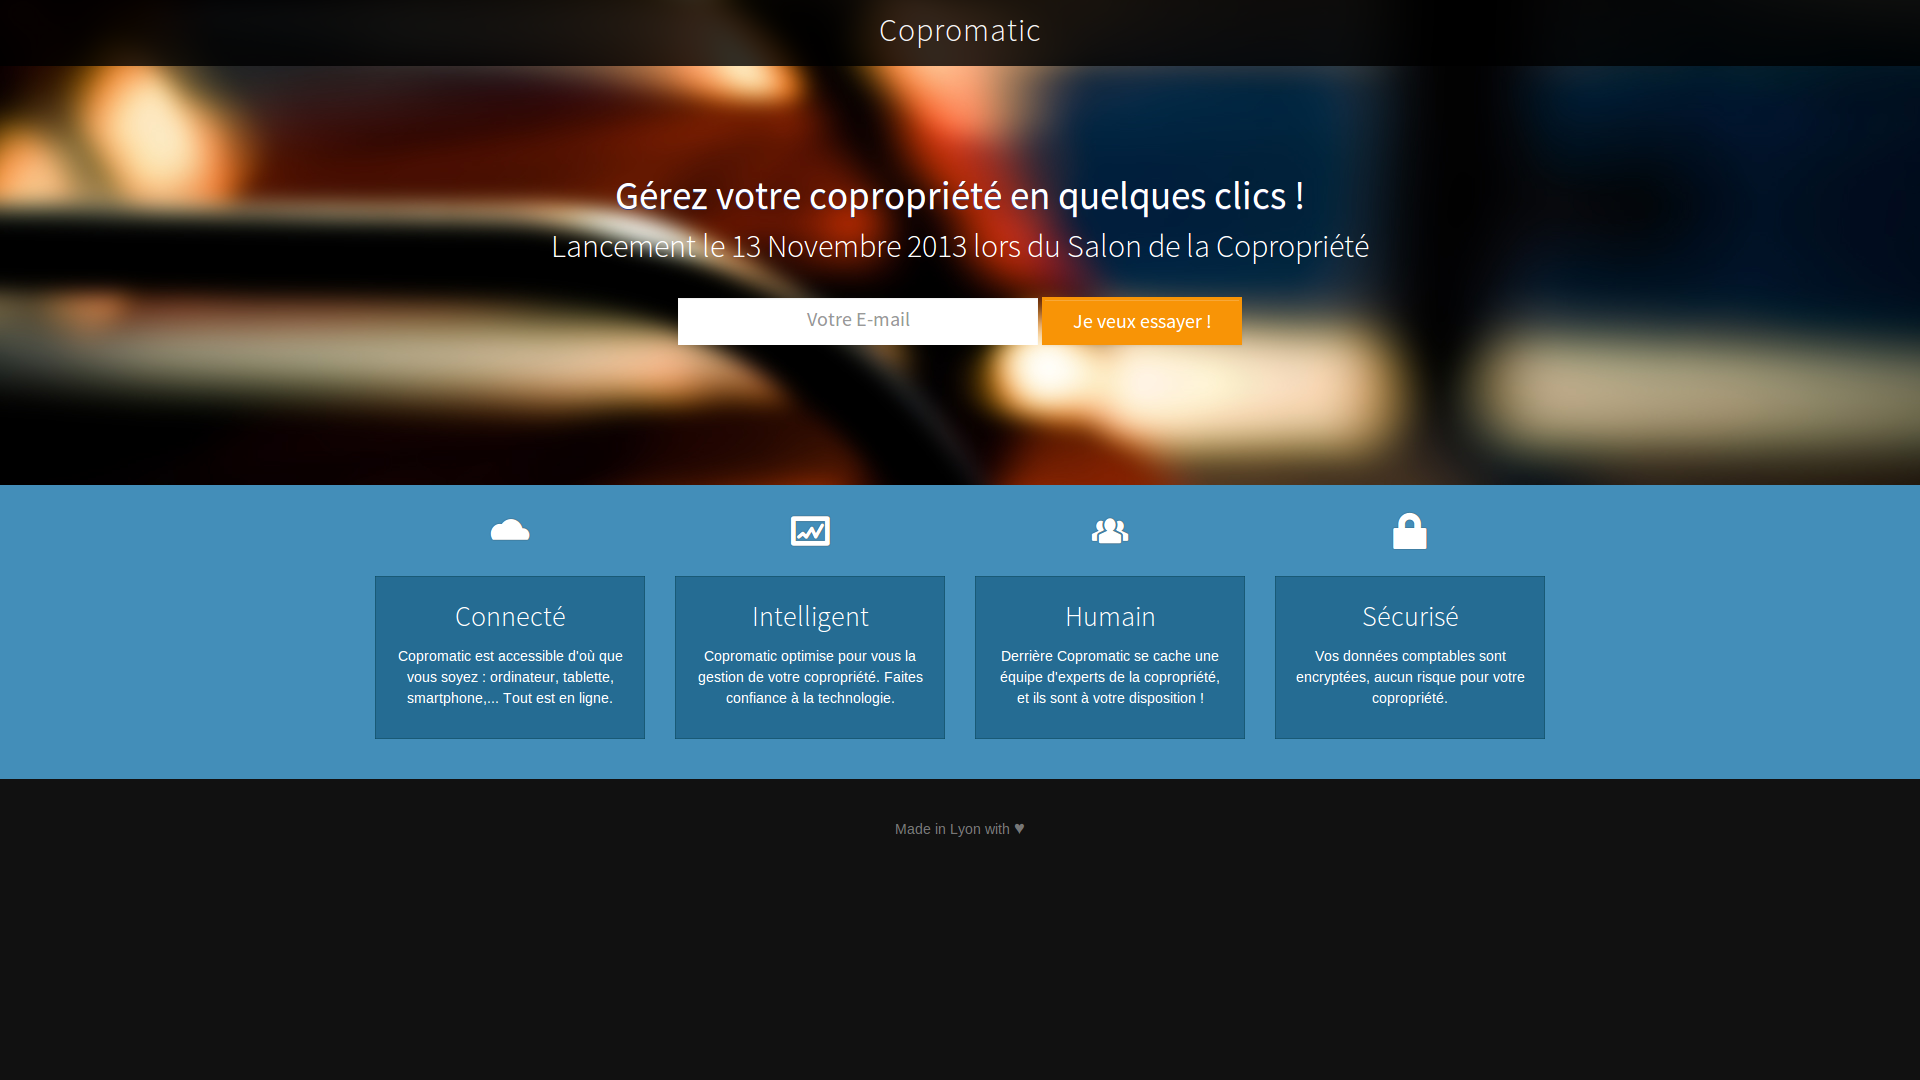 Copromatic
Gérez votre copropriété en quelques clics !
Lancement le 13 Novembre 2013 lors du Salon de la Copropriété
Votre E-mail
Je veux essayer !
Connecté
Copromatic est accessible d'où que
vous soyez : ordinateur, tablette,
smartphone,... Tout est en ligne.
Intelligent
Copromatic optimise pour vous la
gestion de votre copropriété. Faites
confiance à la technologie.
Humain
Derrière Copromatic se cache une
équipe d'experts de la copropriété,
et ils sont à votre disposition !
Sécurisé
Vos données comptables sont
encryptées, aucun risque pour votre
copropriété.
Made in Lyon with ♥